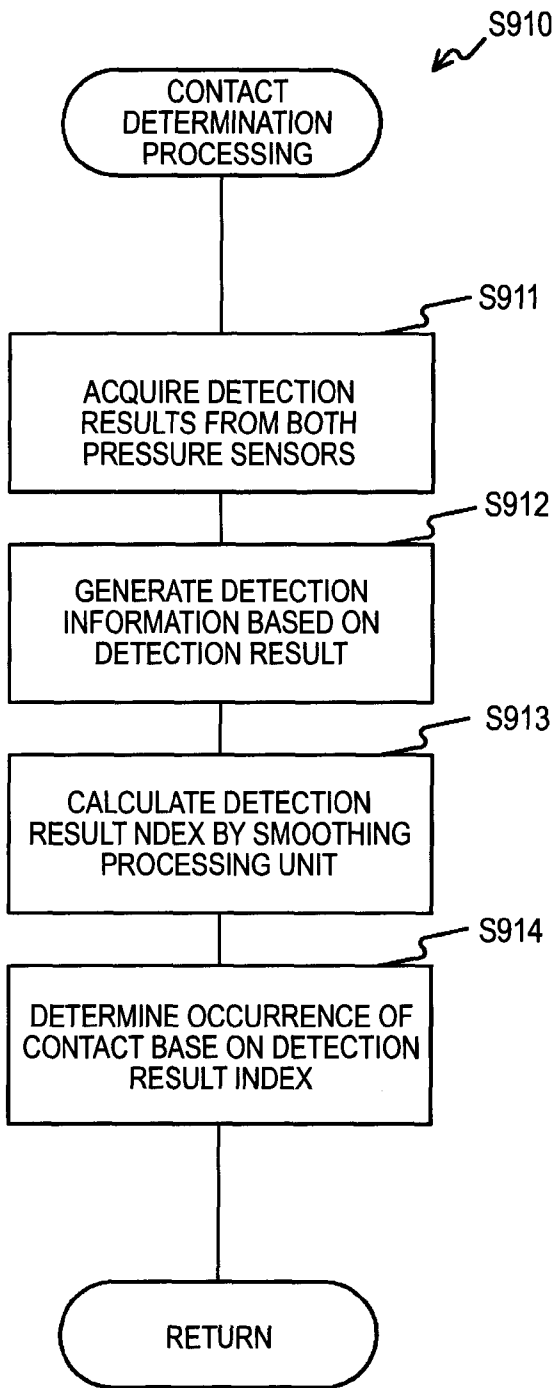 S910
CONTACT
DETERMINATION
PROCESSING
S911
ACQUIRE DETECTION
RESULTS FROM BOTH
PRESSURE SENSORS
S912
GENERATE DETECTION
INFORMATION BASED ON
DETECTION RESULT
S913
CALCULATE DETECTION
RESULT NDEX BY SMOOTHING
PROCESSING UNIT
S914
DETERMINE OCCURRENCE OF
CONTACT BASE ON DETECTION
RESULT INDEX
RETURN